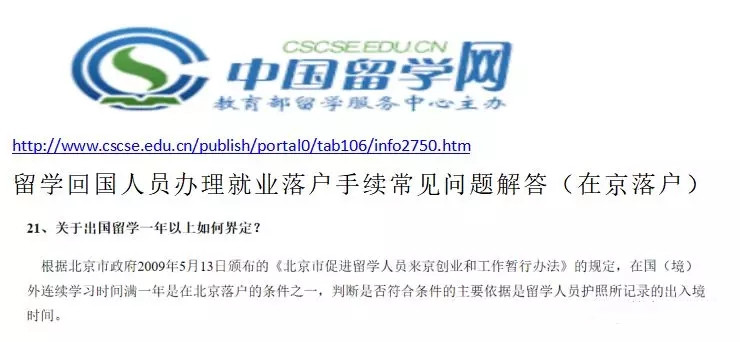 CSCSE.EDU.CN
中国留学网
教育部留学服务中心主办
http://www.cscse.edu.cn/publish/portal0/tab106/info2750.htm
留学回国人员办理就业落户手续常见问题解答（在京落户）
21、关于出国留学一年以上如何界定？
根据北京市政府2009年5月13日颁布的《北京市促进留学人员来京创业和工作暂行办法》的规定，在国（境）
外连续学习时间满一年是在北京落户的条件之一，判断是否符合条件的主要依据是留学人员护照所记录的出入境
时间。